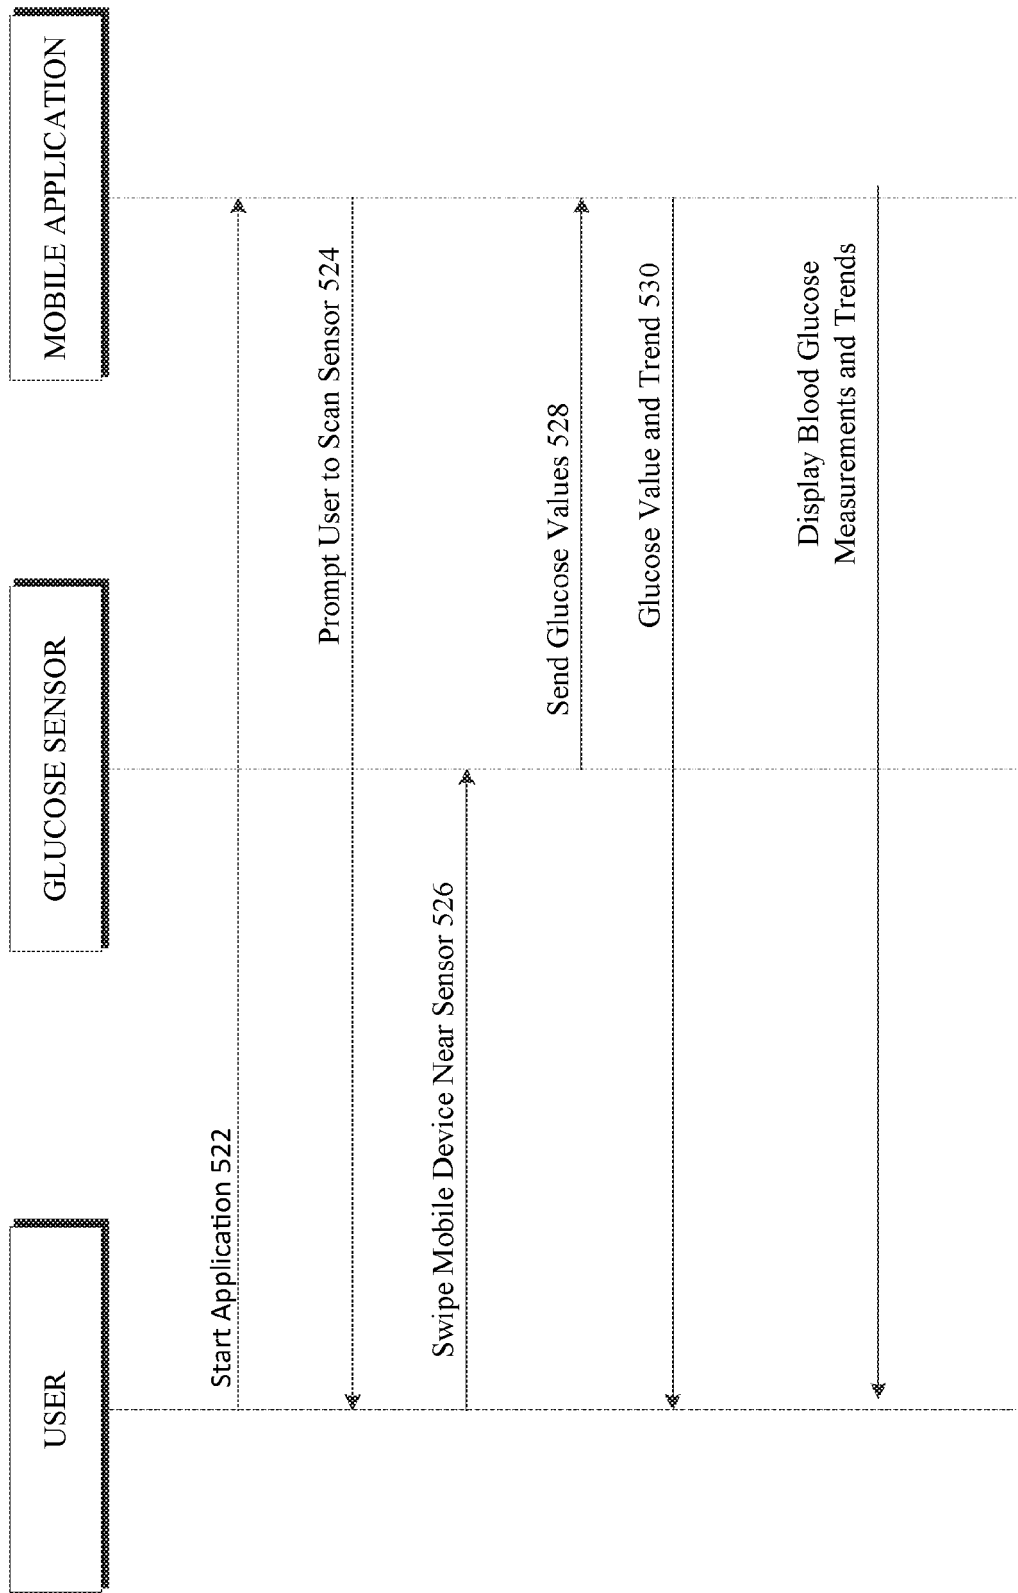 USER
GLUCOSE SENSOR
MOBILE APPLICATION
Start Application 522
Prompt User to Scan Sensor 524
Swipe Mobile Device Near Sensor 526
Send Glucose Values 528
Glucose Value and Trend 530
Display Blood Glucose
Measurements and Trends